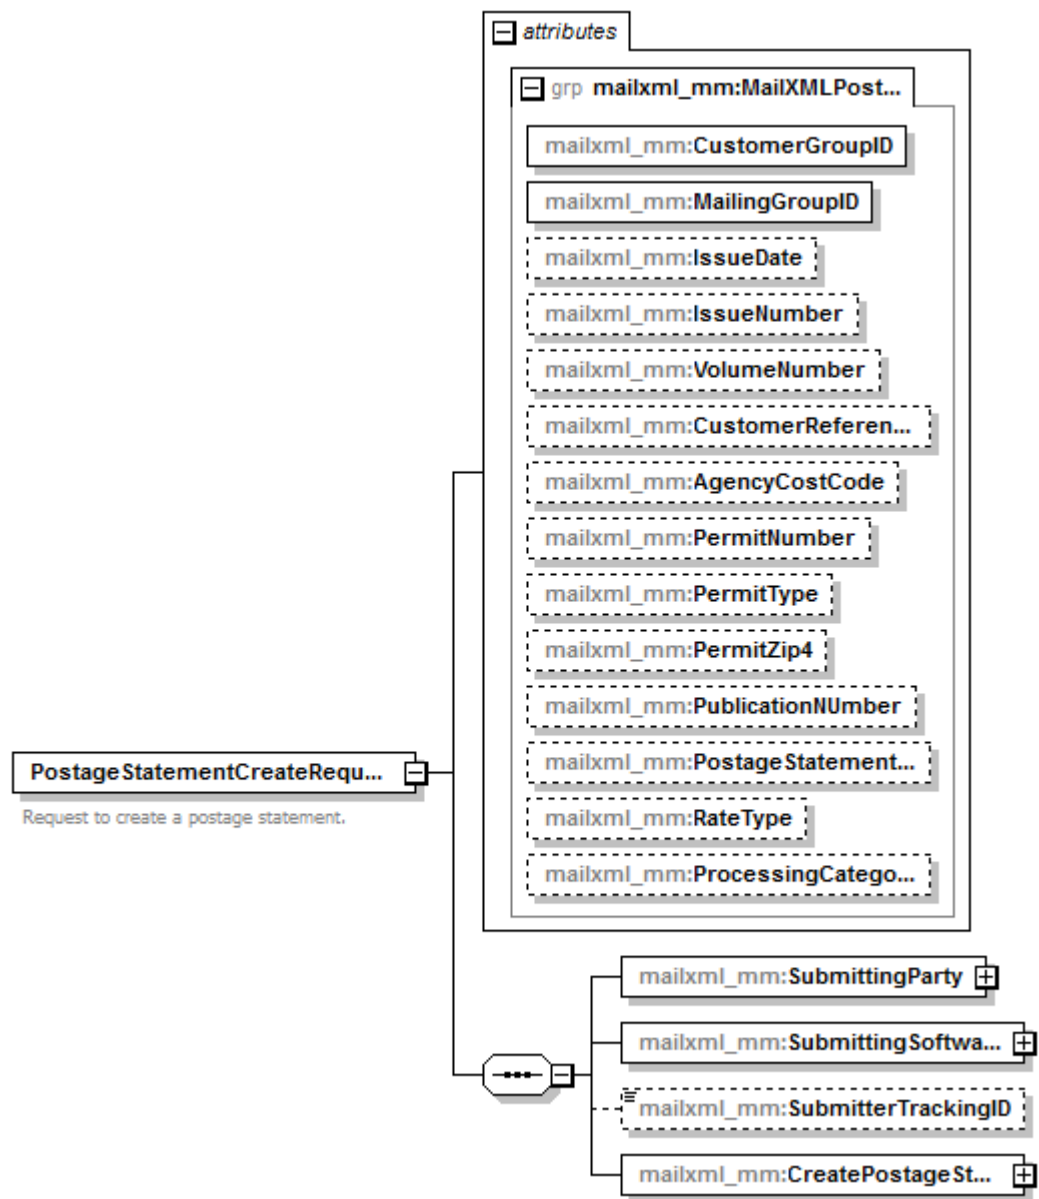 attributes
grp mailxml_mm:MailXMLPost...
mailxml_mm:CustomerGroupID
mailxml_mm:MailingGroupID
mailxml_mm:IssueDate
mailxml_mm:IssueNumber
mailxml_mm:VolumeNumber
mailxml_mm:CustomerReferen...
mailxml_mm:AgencyCostCode
mailxml_mm:PermitNumber
mailxml_mm:PermitType
mailxml_mm:PermitZip4
mailxml_mm:PublicationNUmber
mailxml_mm:PostageStatement...
mailxml_mm:RateType
mailxml_mm:ProcessingCatego...
PostageStatementCreateRequ...
Request to create a postage statement.
mailxml_mm:SubmittingParty
mailxml_mm:SubmittingSoftwa...
mailxml_mm:SubmitterTrackingID
mailxml_mm:CreatePostageSt...